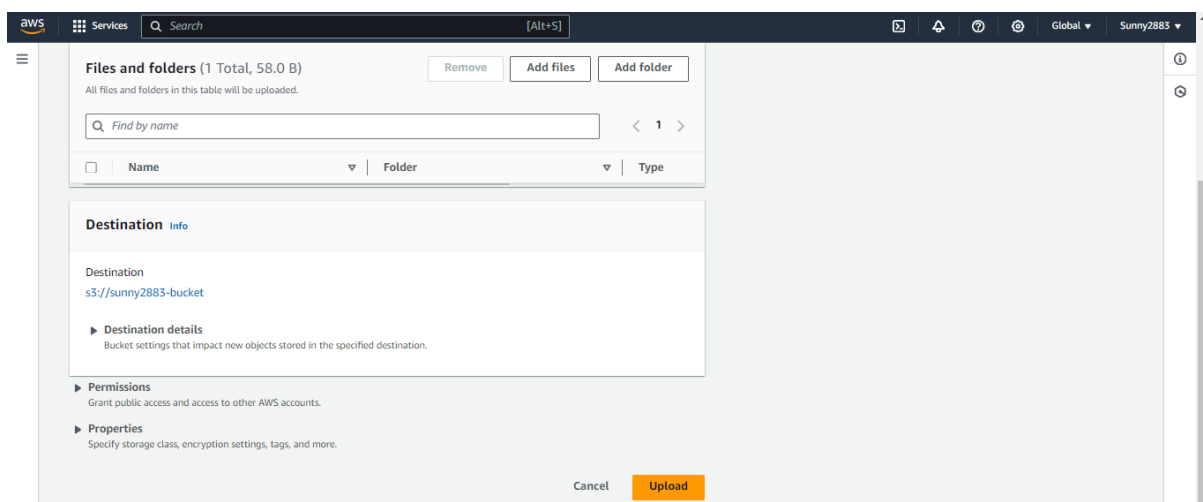 aws Services Search [Alt+S] Global Sunny2883
Files and folders (1 Total, 58.0 B) Remove Add files Add folder
All files and folders in this table will be uploaded.
Find by name 1
Name Folder Type
Destination Info
Destination
s3://sunny2883-bucket
Destination details
Bucket settings that impact new objects stored in the specified destination.
Permissions
Grant public access and access to other AWS accounts.
Properties
Specify storage class, encryption settings, tags, and more.
Cancel Upload